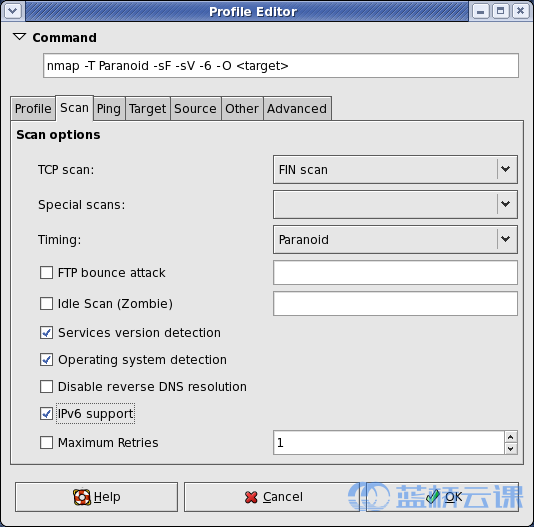 Profile Editor
Command
nmap -T Paranoid -sF -sV -6 -O <target>
Profile Scan Ping Target Source Other Advanced
Scan options
TCP scan: FIN scan
Special scans:
Timing: Paranoid
FTP bounce attack
Idle Scan (Zombie)
Services version detection
Operating system detection
Disable reverse DNS resolution
IPv6 support
Maximum Retries 1
Help Cancel OK
蓝桥云课